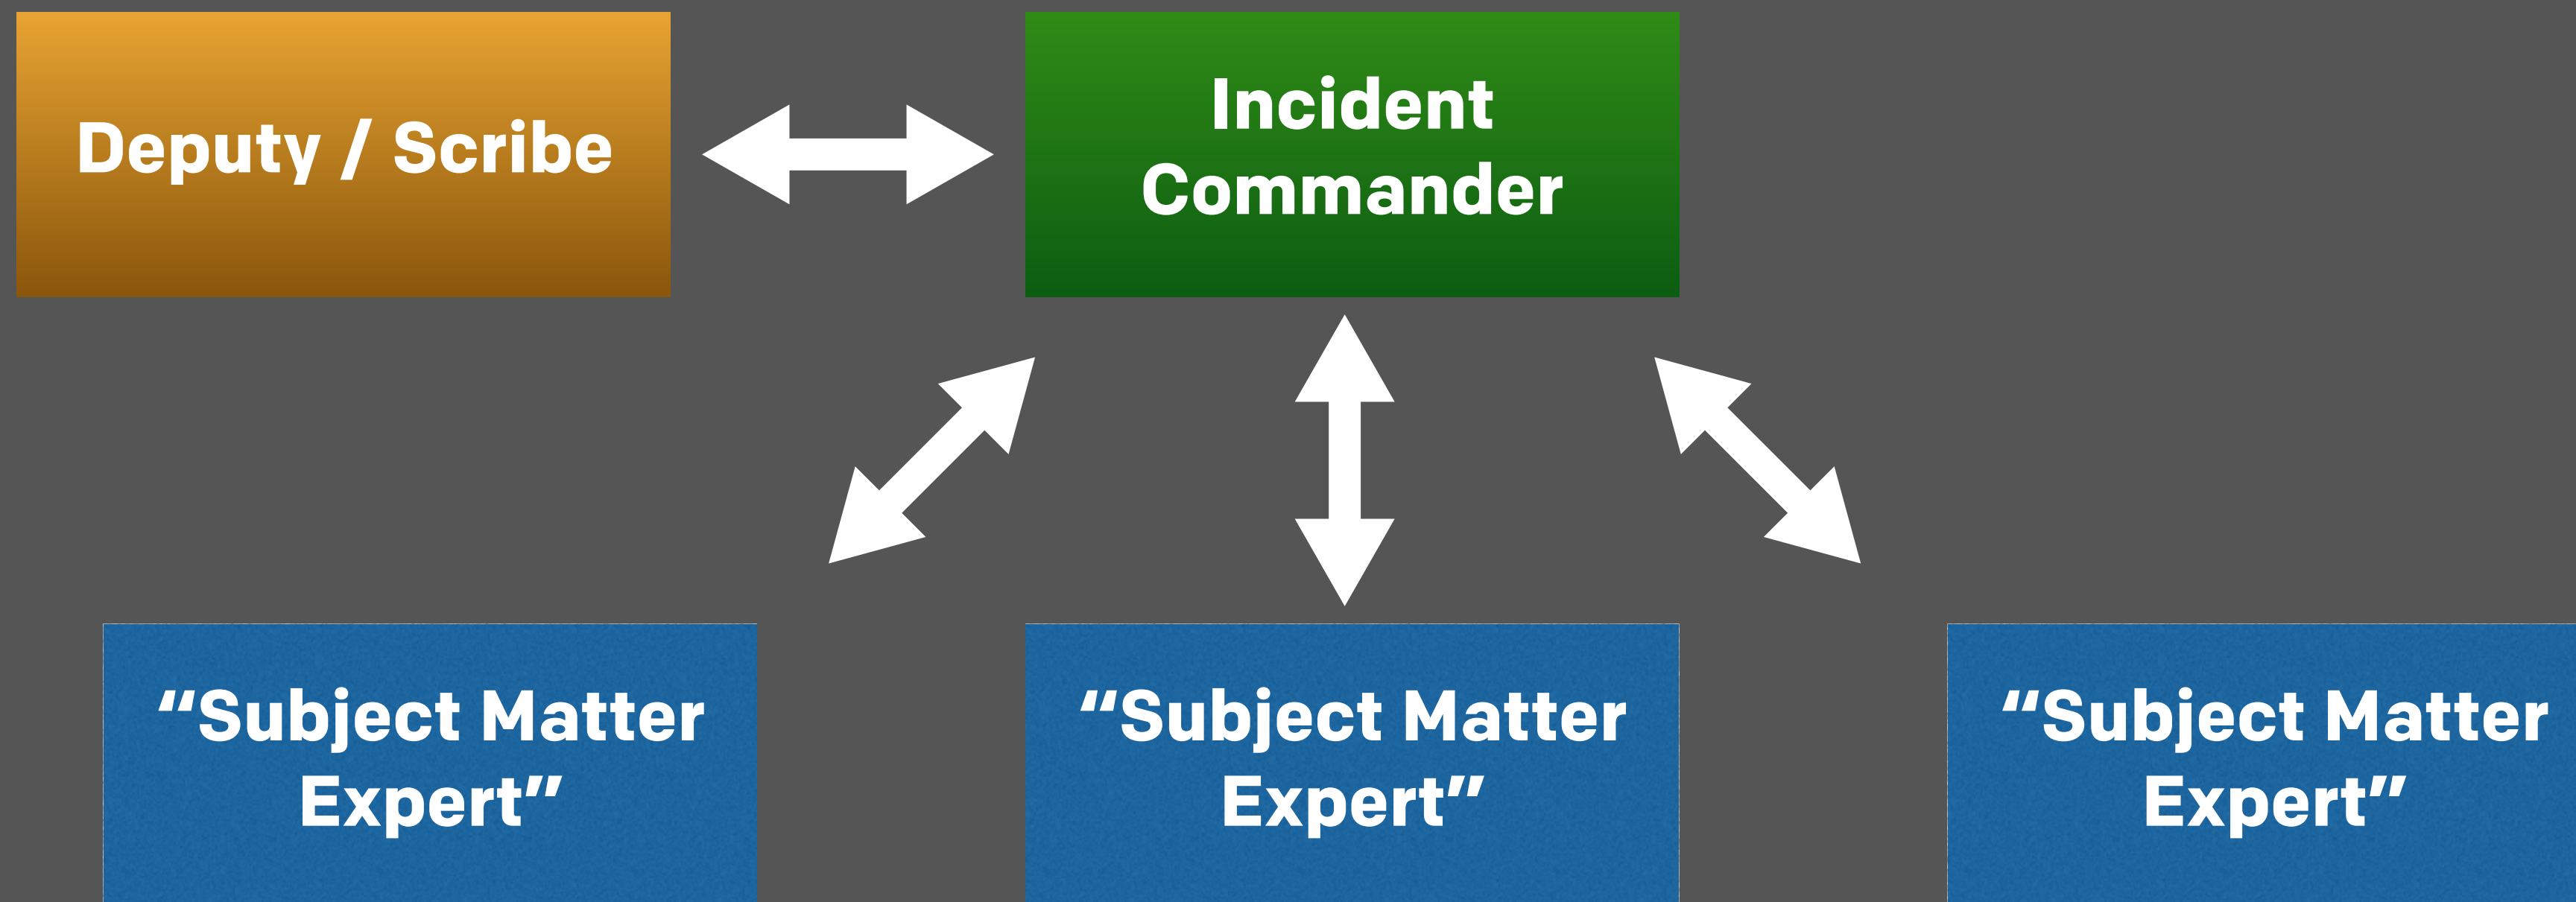 Deputy / Scribe
Incident
Commander
“Subject Matter
Expert”
“Subject Matter
Expert”
“Subject Matter
Expert”